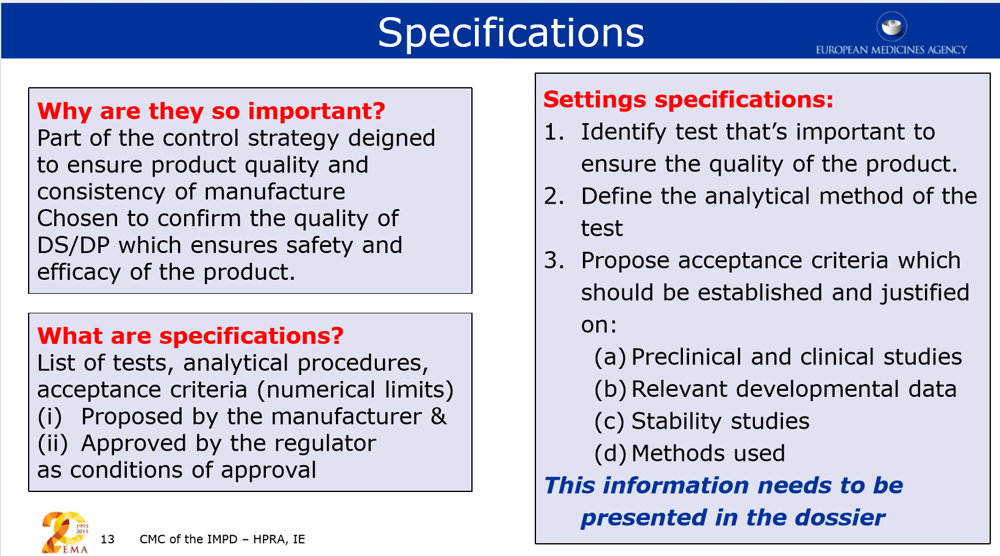 Specifications
EUROPEAN MEDICINES AGENCY
Why are they so important?
Part of the control strategy deigned
to ensure product quality and
consistency of manufacture
Chosen to confirm the quality of
DS/DP which ensures safety and
efficacy of the product.
What are specifications?
List of tests, analytical procedures,
acceptance criteria (numerical limits)
(i) Proposed by the manufacturer &
(ii) Approved by the regulator
as conditions of approval
Settings specifications:
1. Identify test that’s important to
ensure the quality of the product.
2. Define the analytical method of the
test
3. Propose acceptance criteria which
should be established and justified
on:
(a) Preclinical and clinical studies
(b) Relevant developmental data
(c) Stability studies
(d) Methods used
This information needs to be
presented in the dossier
20
1995
2015
EMA
13 CMC of the IMPD – HPRA, IE